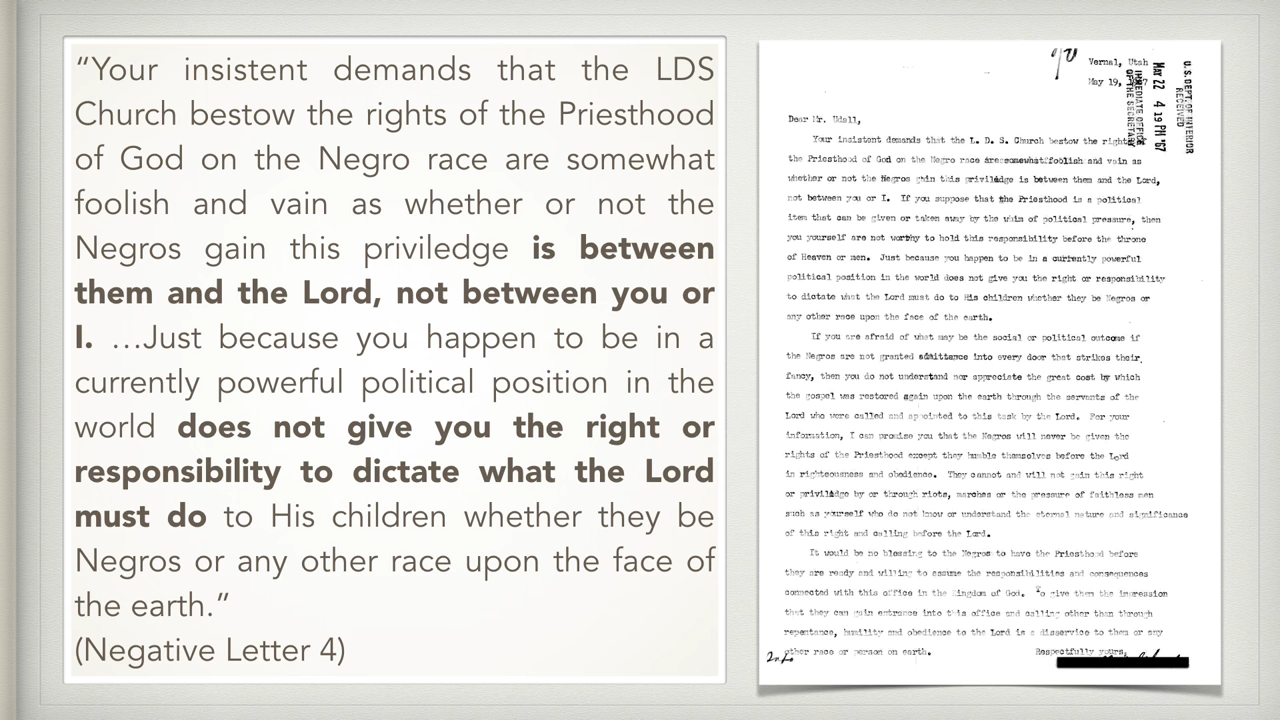 “Your insistent demands that the LDS
Church bestow the rights of the Priesthood
of God on the Negro race are somewhat
foolish and vain as whether or not the
Negros gain this priviledge is between
them and the Lord, not between you or
I. …Just because you happen to be in a
currently powerful political position in the
world does not give you the right or
responsibility to dictate what the Lord
must do to His children whether they be
Negros or any other race upon the face of
the earth.”
(Negative Letter 4)
Vernal, Utah
May 19,
U.S. DEPT. OF INTERIOR
RECEIVED
MAY 22 4 19 PM '67
IMMEDIATE OFFICE
OF THE SECRETARY
Dear Mr. Udall,
Your insistent demands that the L. D. S. Church bestow the rights
the Priesthood of God on the Negro race are somewhat foolish and vain as
whether or not the Negros gain this priviledge is between them and the Lord,
not between you or I. If you suppose that the Priesthood is a political
item that can be given or taken away by the whim of political pressure, then
you yourself are not worthy to hold this responsibility before the throne
of Heaven or men. Just because you happen to be in a currently powerful
political position in the world does not give you the right or responsibility
to dictate what the Lord must do to His children whether they be Negros or
any other race upon the face of the earth.
If you are afraid of what may be the social or political outcome if
the Negros are not granted admittance into every door that strikes their
fancy, then you do not understand nor appreciate the great cost by which
the gospel was restored again upon the earth through the servants of the
Lord who were called and appointed to this task by the Lord. For your
information, I can promise you that the Negros will never be given the
rights of the Priesthood except they humble themselves before the Lord
in righteousness and obedience. They cannot and will not gain this right
or priviledge by or through riots, marches or the pressure of faithless men
such as yourself who do not know or understand the eternal nature and significance
of this right and calling before the Lord.
It would be no blessing to the Negros to have the Priesthood before
they are ready and willing to assume the responsibilities and consequences
connected with this office in the Kingdom of God. To give them the impression
that they can gain entrance into this office and calling other than through
repentance, humility and obedience to the Lord is a disservice to them or any
other race or person on earth.
Respectfully yours,